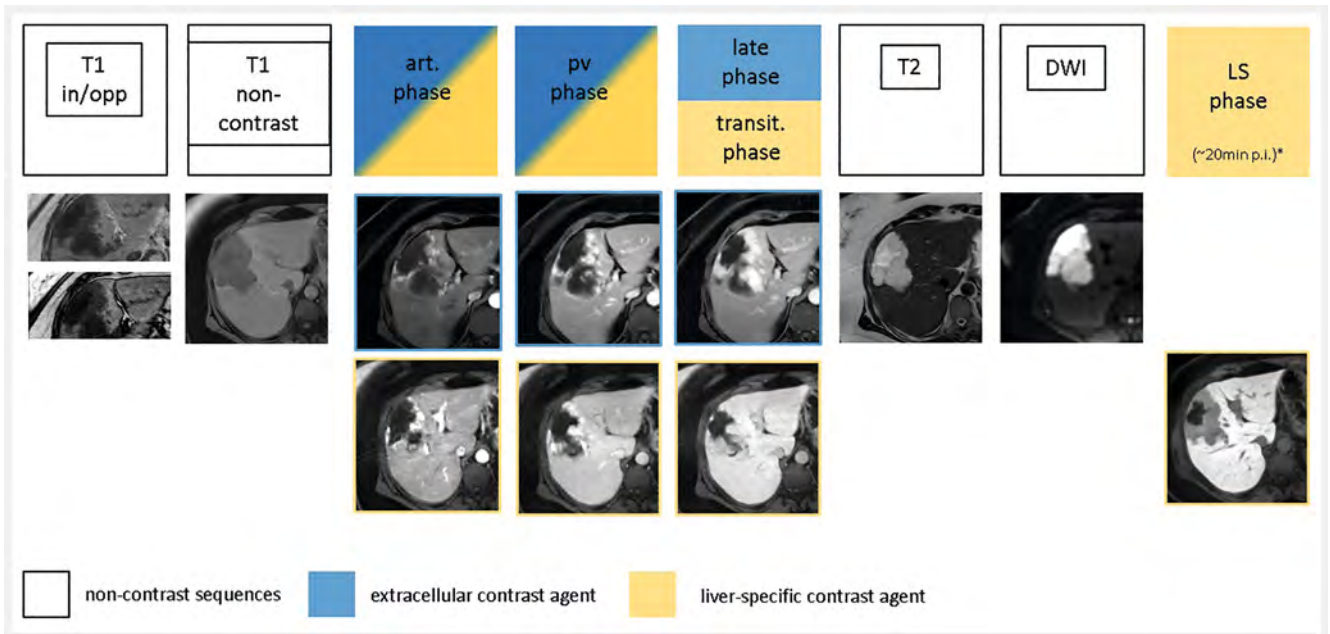 T1
in/opp
T1
non-
contrast
art.
phase
pv
phase
late
phase
transit.
phase
T2
DWI
LS
phase
(~20min p.i.)*
non-contrast sequences
extracellular contrast agent
liver-specific contrast agent